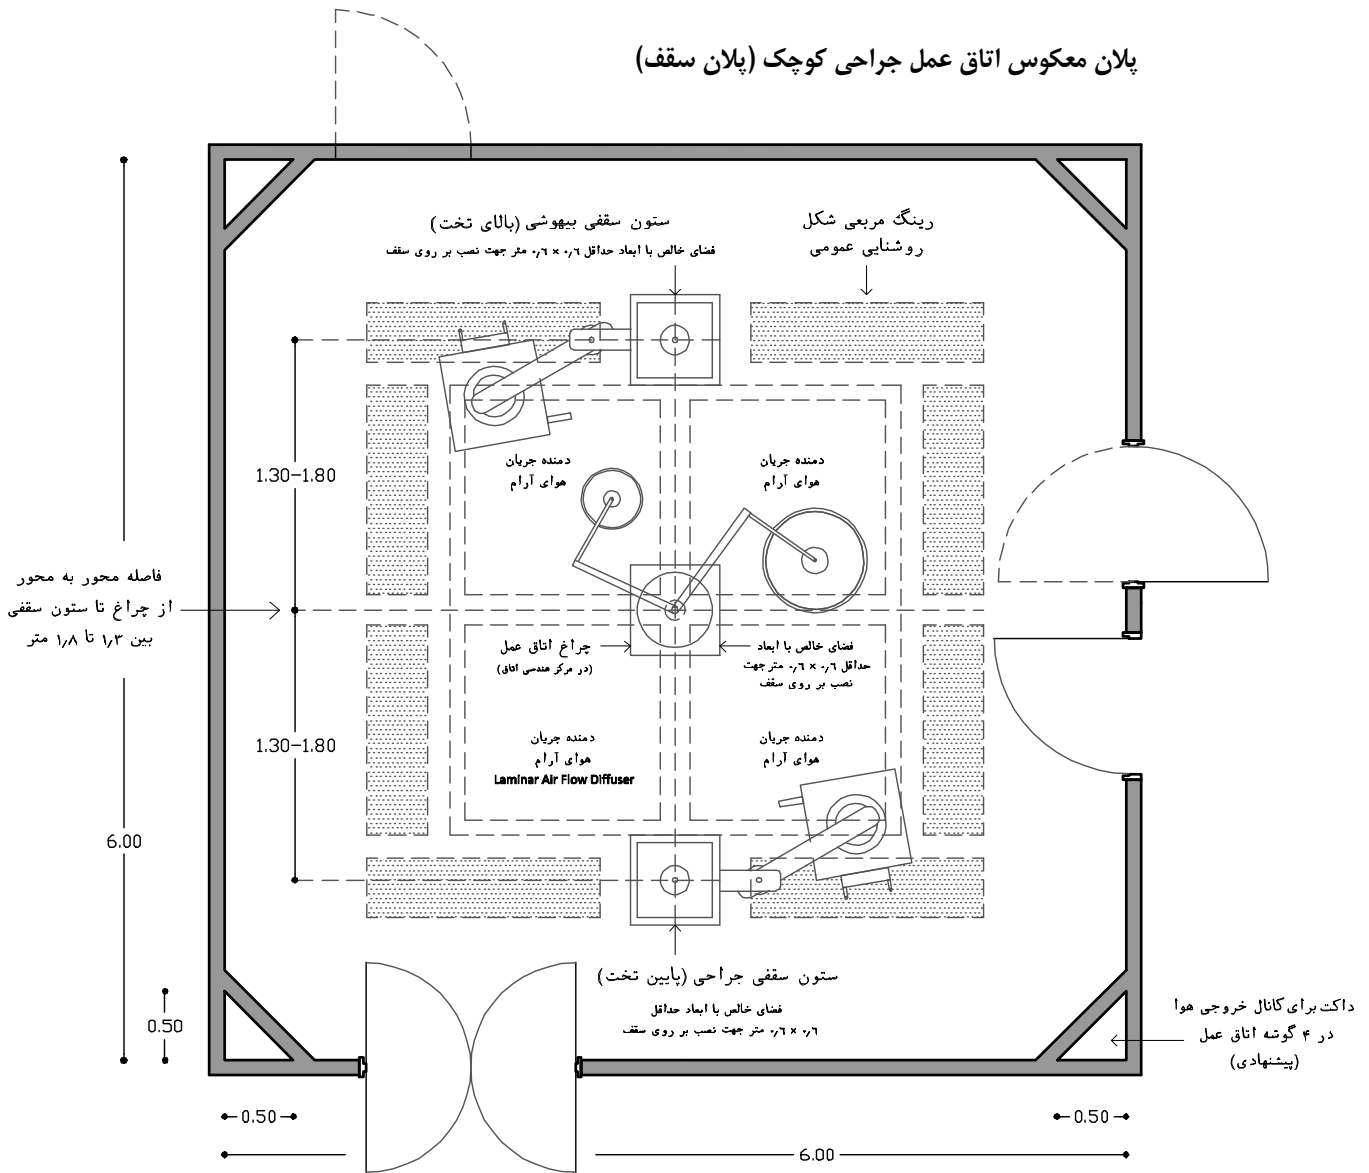 پلان معکوس اتاق عمل جراحی کوچک (پلان سقف)
ستون سقفی بیهوشی (بالای تخت)
فضای خالص با ابعاد حداقل ۰٫۶ × ۰٫۶ متر جهت نصب بر روی سقف
رینگ مربعی شکل
روشنایی عمومی
1.30-1.80
دمنده جریان
هوای آرام
دمنده جریان
هوای آرام
فاصله محور به محور
از چراغ تا ستون سقفی
بین ۱٫۳ تا ۱٫۸ متر
چراغ اتاق عمل
(در مرکز هندسی اتاق)
فضای خالص با ابعاد
حداقل ۰٫۶ × ۰٫۶ متر جهت
نصب بر روی سقف
1.30-1.80
دمنده جریان
هوای آرام
Laminar Air Flow Diffuser
دمنده جریان
هوای آرام
6.00
ستون سقفی جراحی (پایین تخت)
فضای خالص با ابعاد حداقل
۰٫۶ × ۰٫۶ متر جهت نصب بر روی سقف
0.50
داکت برای کانال خروجی هوا
در ۴ گوشه اتاق عمل
(پیشنهادی)
0.50
0.50
6.00